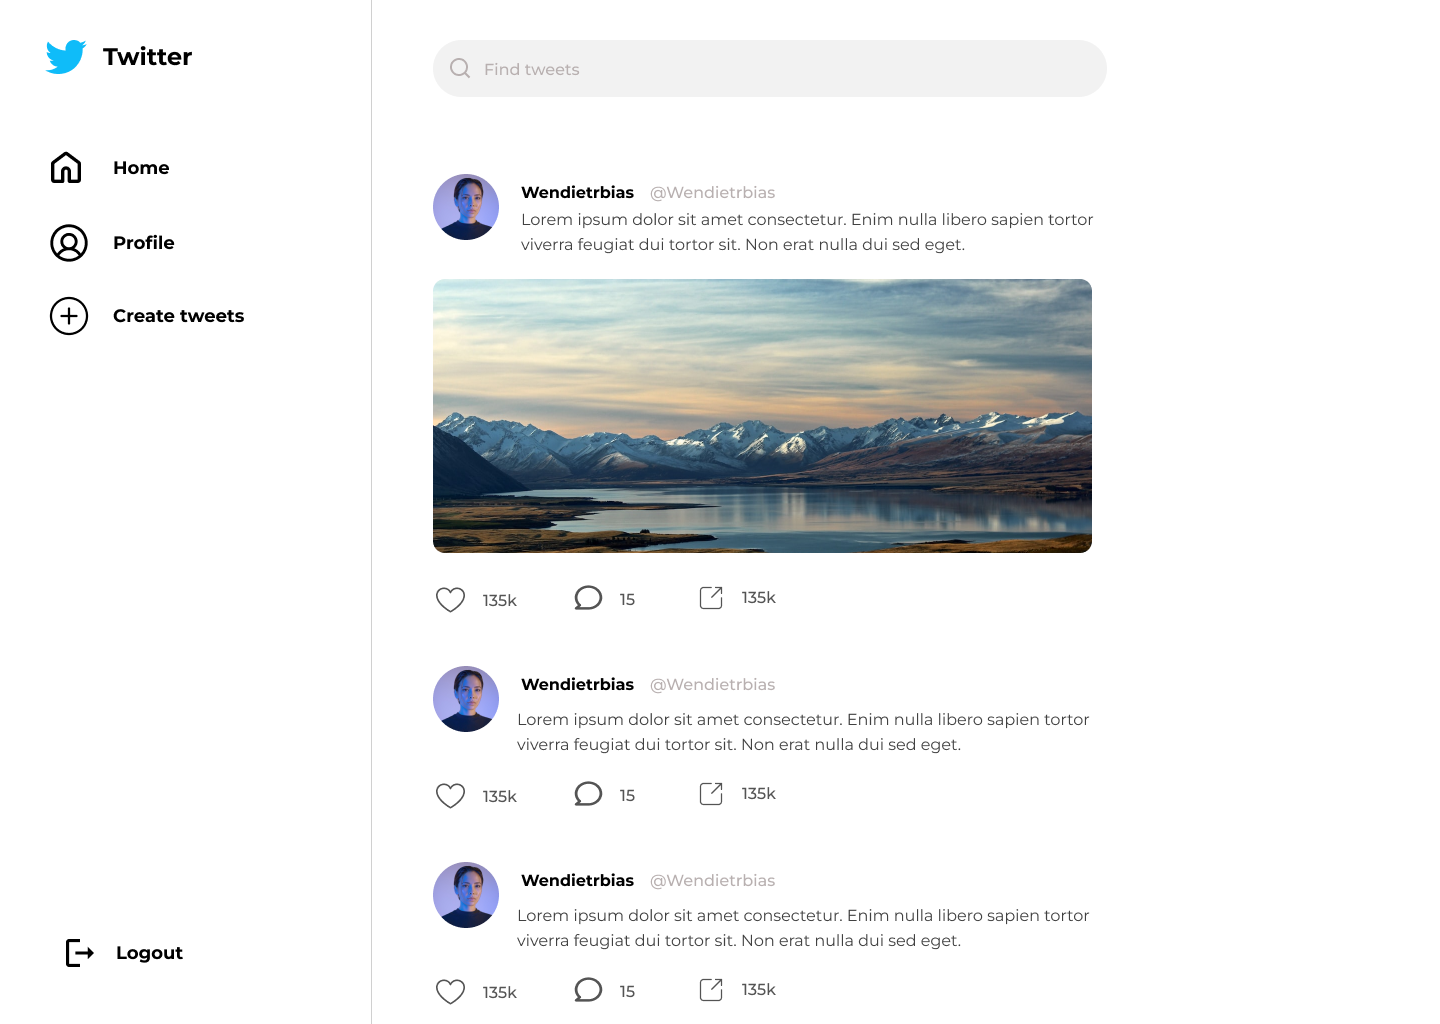 Twitter
Home
Profile
Create tweets
Logout
Find tweets
Wendietrbias @Wendietrbias
Lorem ipsum dolor sit amet consectetur. Enim nulla libero sapien tortor
viverra feugiat dui tortor sit. Non erat nulla dui sed eget.
135k 15 135k
Wendietrbias @Wendietrbias
Lorem ipsum dolor sit amet consectetur. Enim nulla libero sapien tortor
viverra feugiat dui tortor sit. Non erat nulla dui sed eget.
135k 15 135k
Wendietrbias @Wendietrbias
Lorem ipsum dolor sit amet consectetur. Enim nulla libero sapien tortor
viverra feugiat dui tortor sit. Non erat nulla dui sed eget.
135k 15 135k